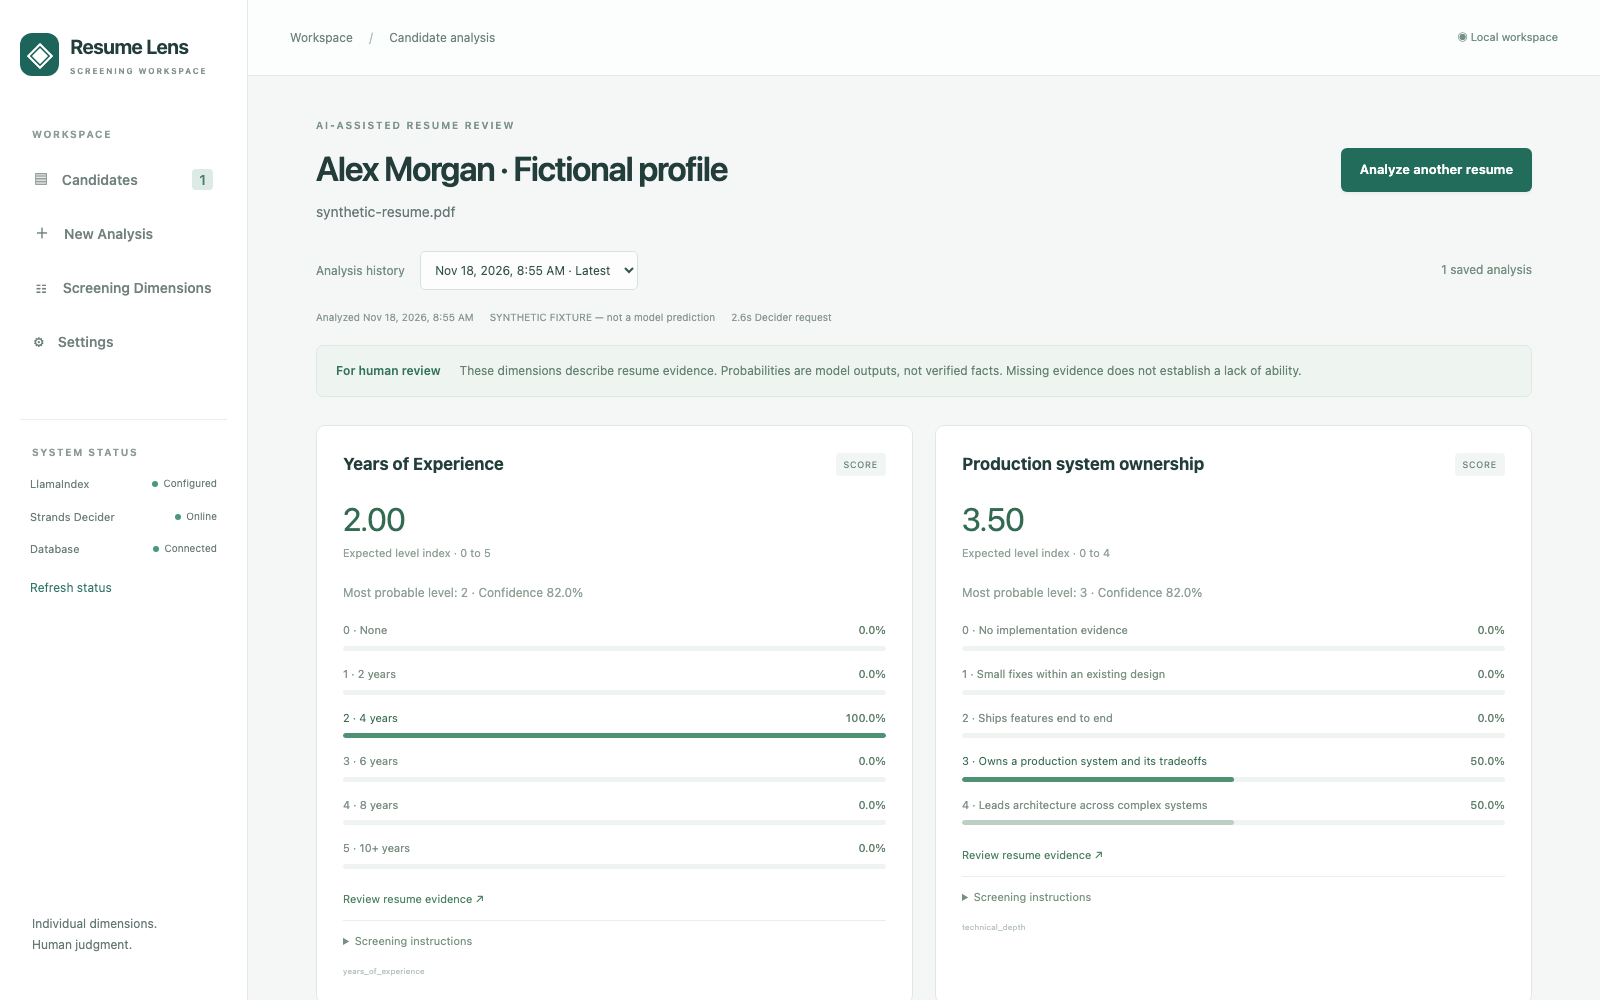 Resume Lens
SCREENING WORKSPACE
WORKSPACE
Candidates 1
New Analysis
Screening Dimensions
Settings
SYSTEM STATUS
LlamaIndex Configured
Strands Decider Online
Database Connected
Refresh status
Individual dimensions.
Human judgment.
Workspace / Candidate analysis
Local workspace
AI-ASSISTED RESUME REVIEW
Alex Morgan · Fictional profile
Analyze another resume
synthetic-resume.pdf
Analysis history Nov 18, 2026, 8:55 AM · Latest
1 saved analysis
Analyzed Nov 18, 2026, 8:55 AM SYNTHETIC FIXTURE — not a model prediction 2.6s Decider request
For human review These dimensions describe resume evidence. Probabilities are model outputs, not verified facts. Missing evidence does not establish a lack of ability.
Years of Experience SCORE
2.00
Expected level index · 0 to 5
Most probable level: 2 · Confidence 82.0%
0 · None 0.0%
1 · 2 years 0.0%
2 · 4 years 100.0%
3 · 6 years 0.0%
4 · 8 years 0.0%
5 · 10+ years 0.0%
Review resume evidence ↗
▶ Screening instructions
years_of_experience
Production system ownership SCORE
3.50
Expected level index · 0 to 4
Most probable level: 3 · Confidence 82.0%
0 · No implementation evidence 0.0%
1 · Small fixes within an existing design 0.0%
2 · Ships features end to end 0.0%
3 · Owns a production system and its tradeoffs 50.0%
4 · Leads architecture across complex systems 50.0%
Review resume evidence ↗
▶ Screening instructions
technical_depth